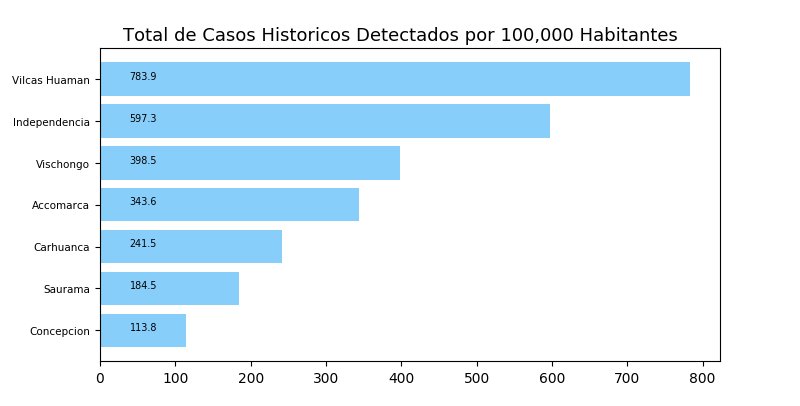 Total de Casos Historicos Detectados por 100,000 Habitantes
Vilcas Huaman 783.9
Independencia 597.3
Vischongo 398.5
Accomarca 343.6
Carhuanca 241.5
Saurama 184.5
Concepcion 113.8
0 100 200 300 400 500 600 700 800